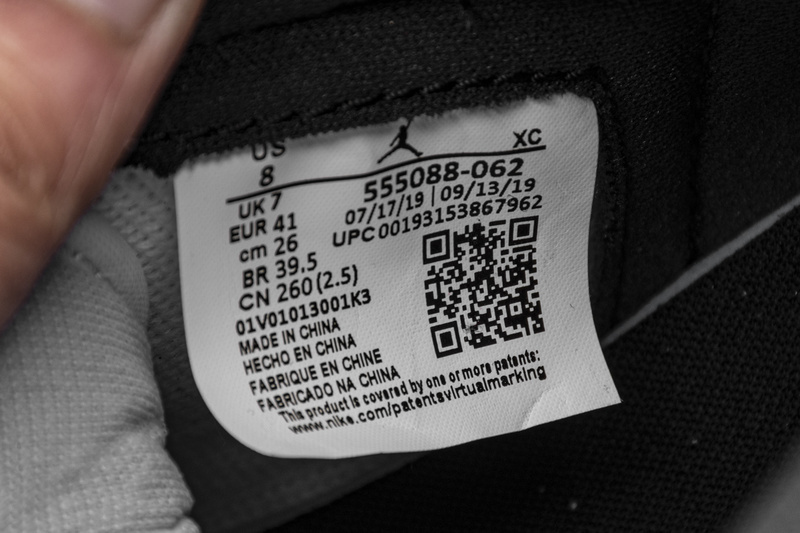 US XC
8
555088-062
UK 7
07/17/19 | 09/13/19
EUR 41
UPC00193153867962
cm 26
BR 39.5
CN 260 (2.5)
01V01013001K3
MADE IN CHINA
HECHO EN CHINA
FABRIQUE EN CHINE
FABRICADO NA CHINA
This product is covered by one or more patents:
www.nike.com/patentsvirtualmarking